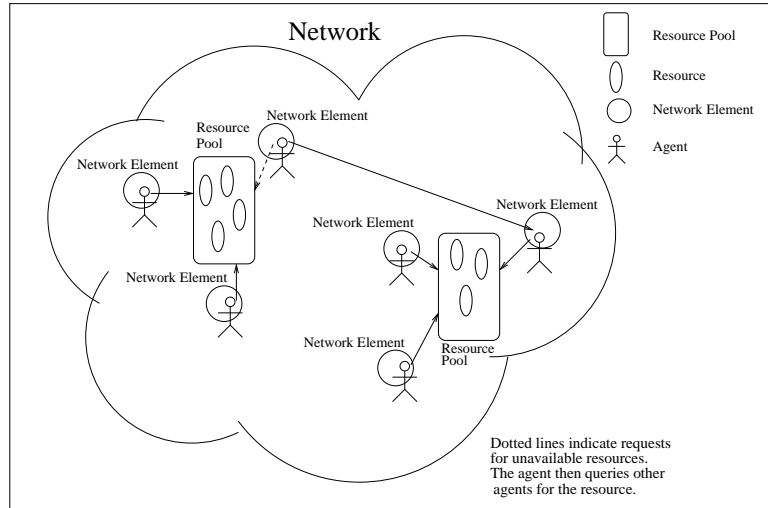 Network
Resource Pool
Resource
Network Element
Agent
Network Element
Resource
Pool
Network Element
Network Element
Network Element
Network Element
Network Element
Resource
Pool
Dotted lines indicate requests
for unavailable resources.
The agent then queries other
agents for the resource.